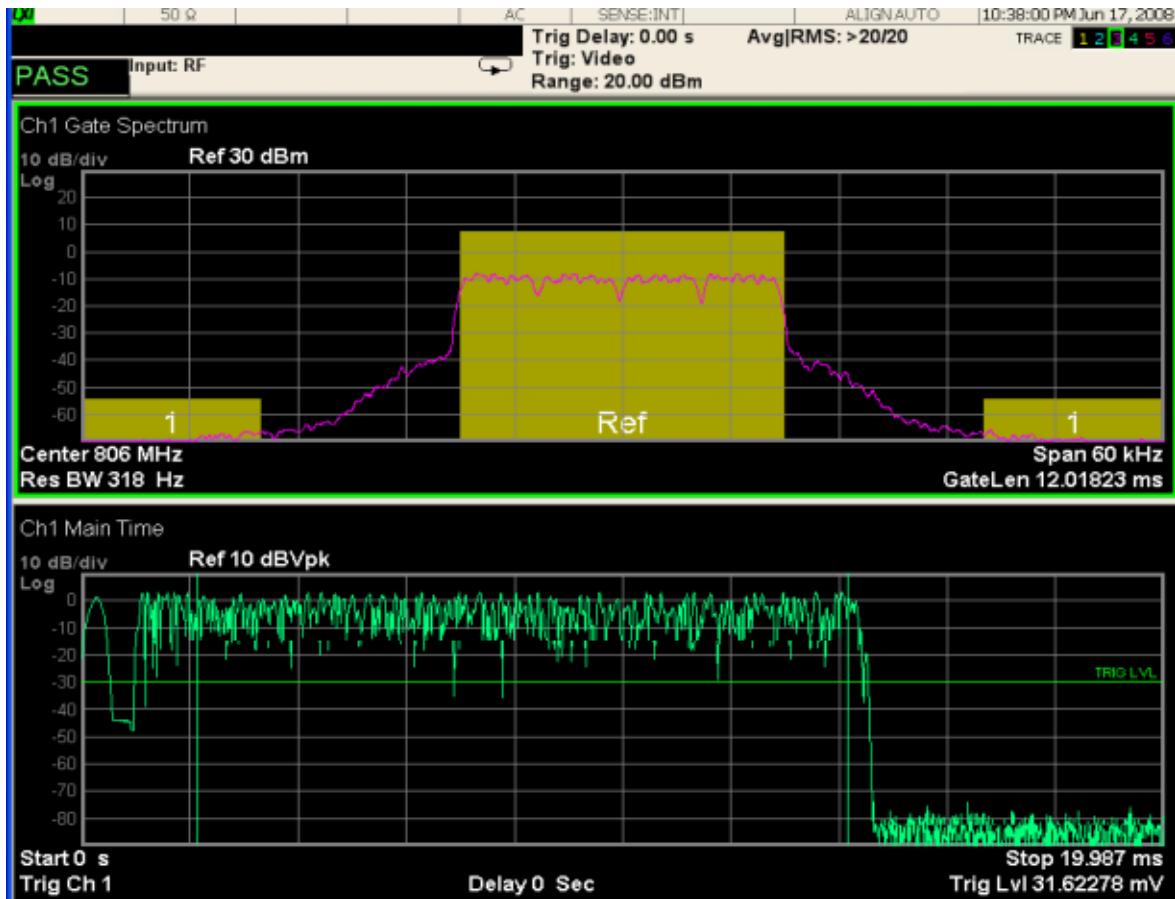 LXI 50 Ω AC SENSE:INT ALIGN AUTO 10:38:00 PM Jun 17, 2008
Trig Delay: 0.00 s Avg|RMS: >20/20 TRACE 1 2 3 4 5 6
PASS Input: RF Trig: Video
Range: 20.00 dBm
Ch1 Gate Spectrum
10 dB/div Ref 30 dBm
Log
20
10
0
-10
-20
-30
-40
-50
-60
1 Ref 1
Center 806 MHz Span 60 kHz
Res BW 318 Hz GateLen 12.01823 ms
Ch1 Main Time
10 dB/div Ref 10 dBVpk
Log
0
-10
-20
-30
TRIG LVL
-40
-50
-60
-70
-80
Start 0 s Stop 19.987 ms
Trig Ch 1 Delay 0 Sec Trig Lvl 31.62278 mV